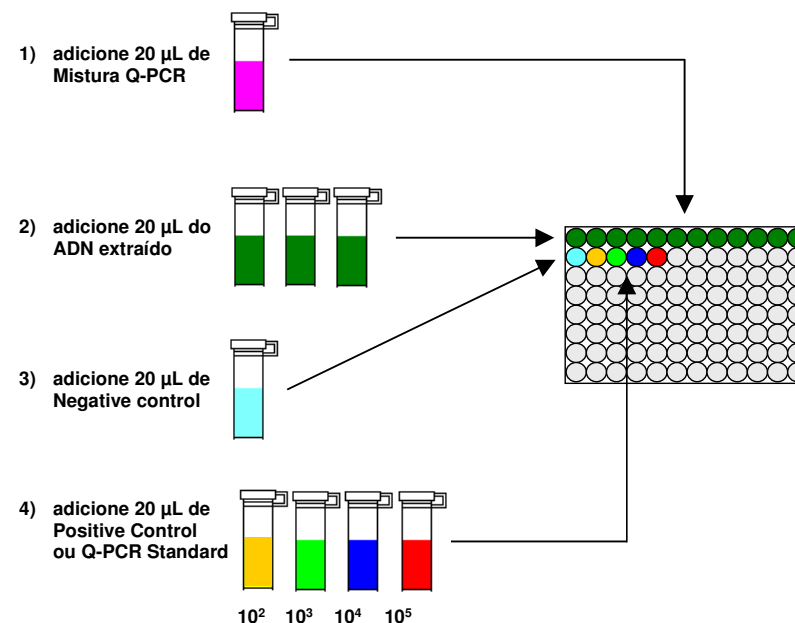 1) adicione 20 µL de
Mistura Q-PCR
2) adicione 20 µL do
ADN extraído
3) adicione 20 µL de
Negative control
4) adicione 20 µL de
Positive Control
ou Q-PCR Standard
10² 10³ 10⁴ 10⁵